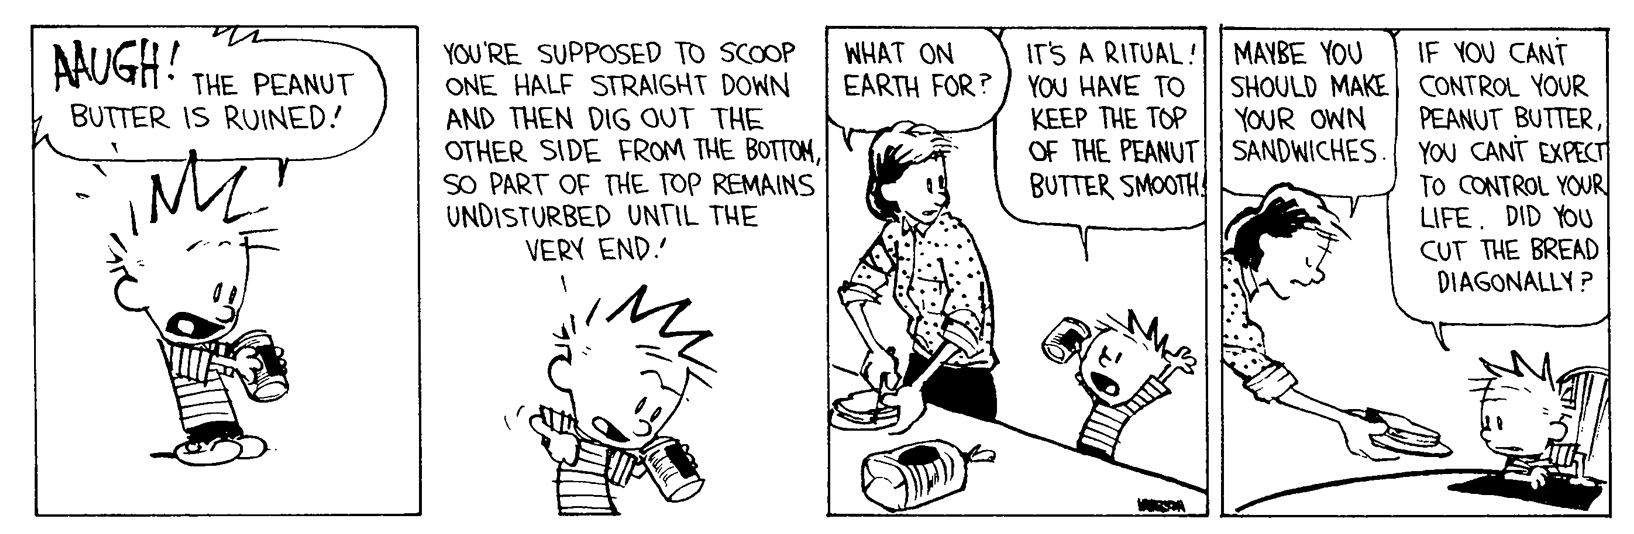 AAUGH! THE PEANUT
BUTTER IS RUINED!
YOU'RE SUPPOSED TO SCOOP
ONE HALF STRAIGHT DOWN
AND THEN DIG OUT THE
OTHER SIDE FROM THE BOTTOM,
SO PART OF THE TOP REMAINS
UNDISTURBED UNTIL THE
VERY END!
WHAT ON
EARTH FOR?
IT'S A RITUAL!
YOU HAVE TO
KEEP THE TOP
OF THE PEANUT
BUTTER SMOOTH!
WATTERSON
MAYBE YOU
SHOULD MAKE
YOUR OWN
SANDWICHES.
IF YOU CAN'T
CONTROL YOUR
PEANUT BUTTER,
YOU CAN'T EXPECT
TO CONTROL YOUR
LIFE. DID YOU
CUT THE BREAD
DIAGONALLY?